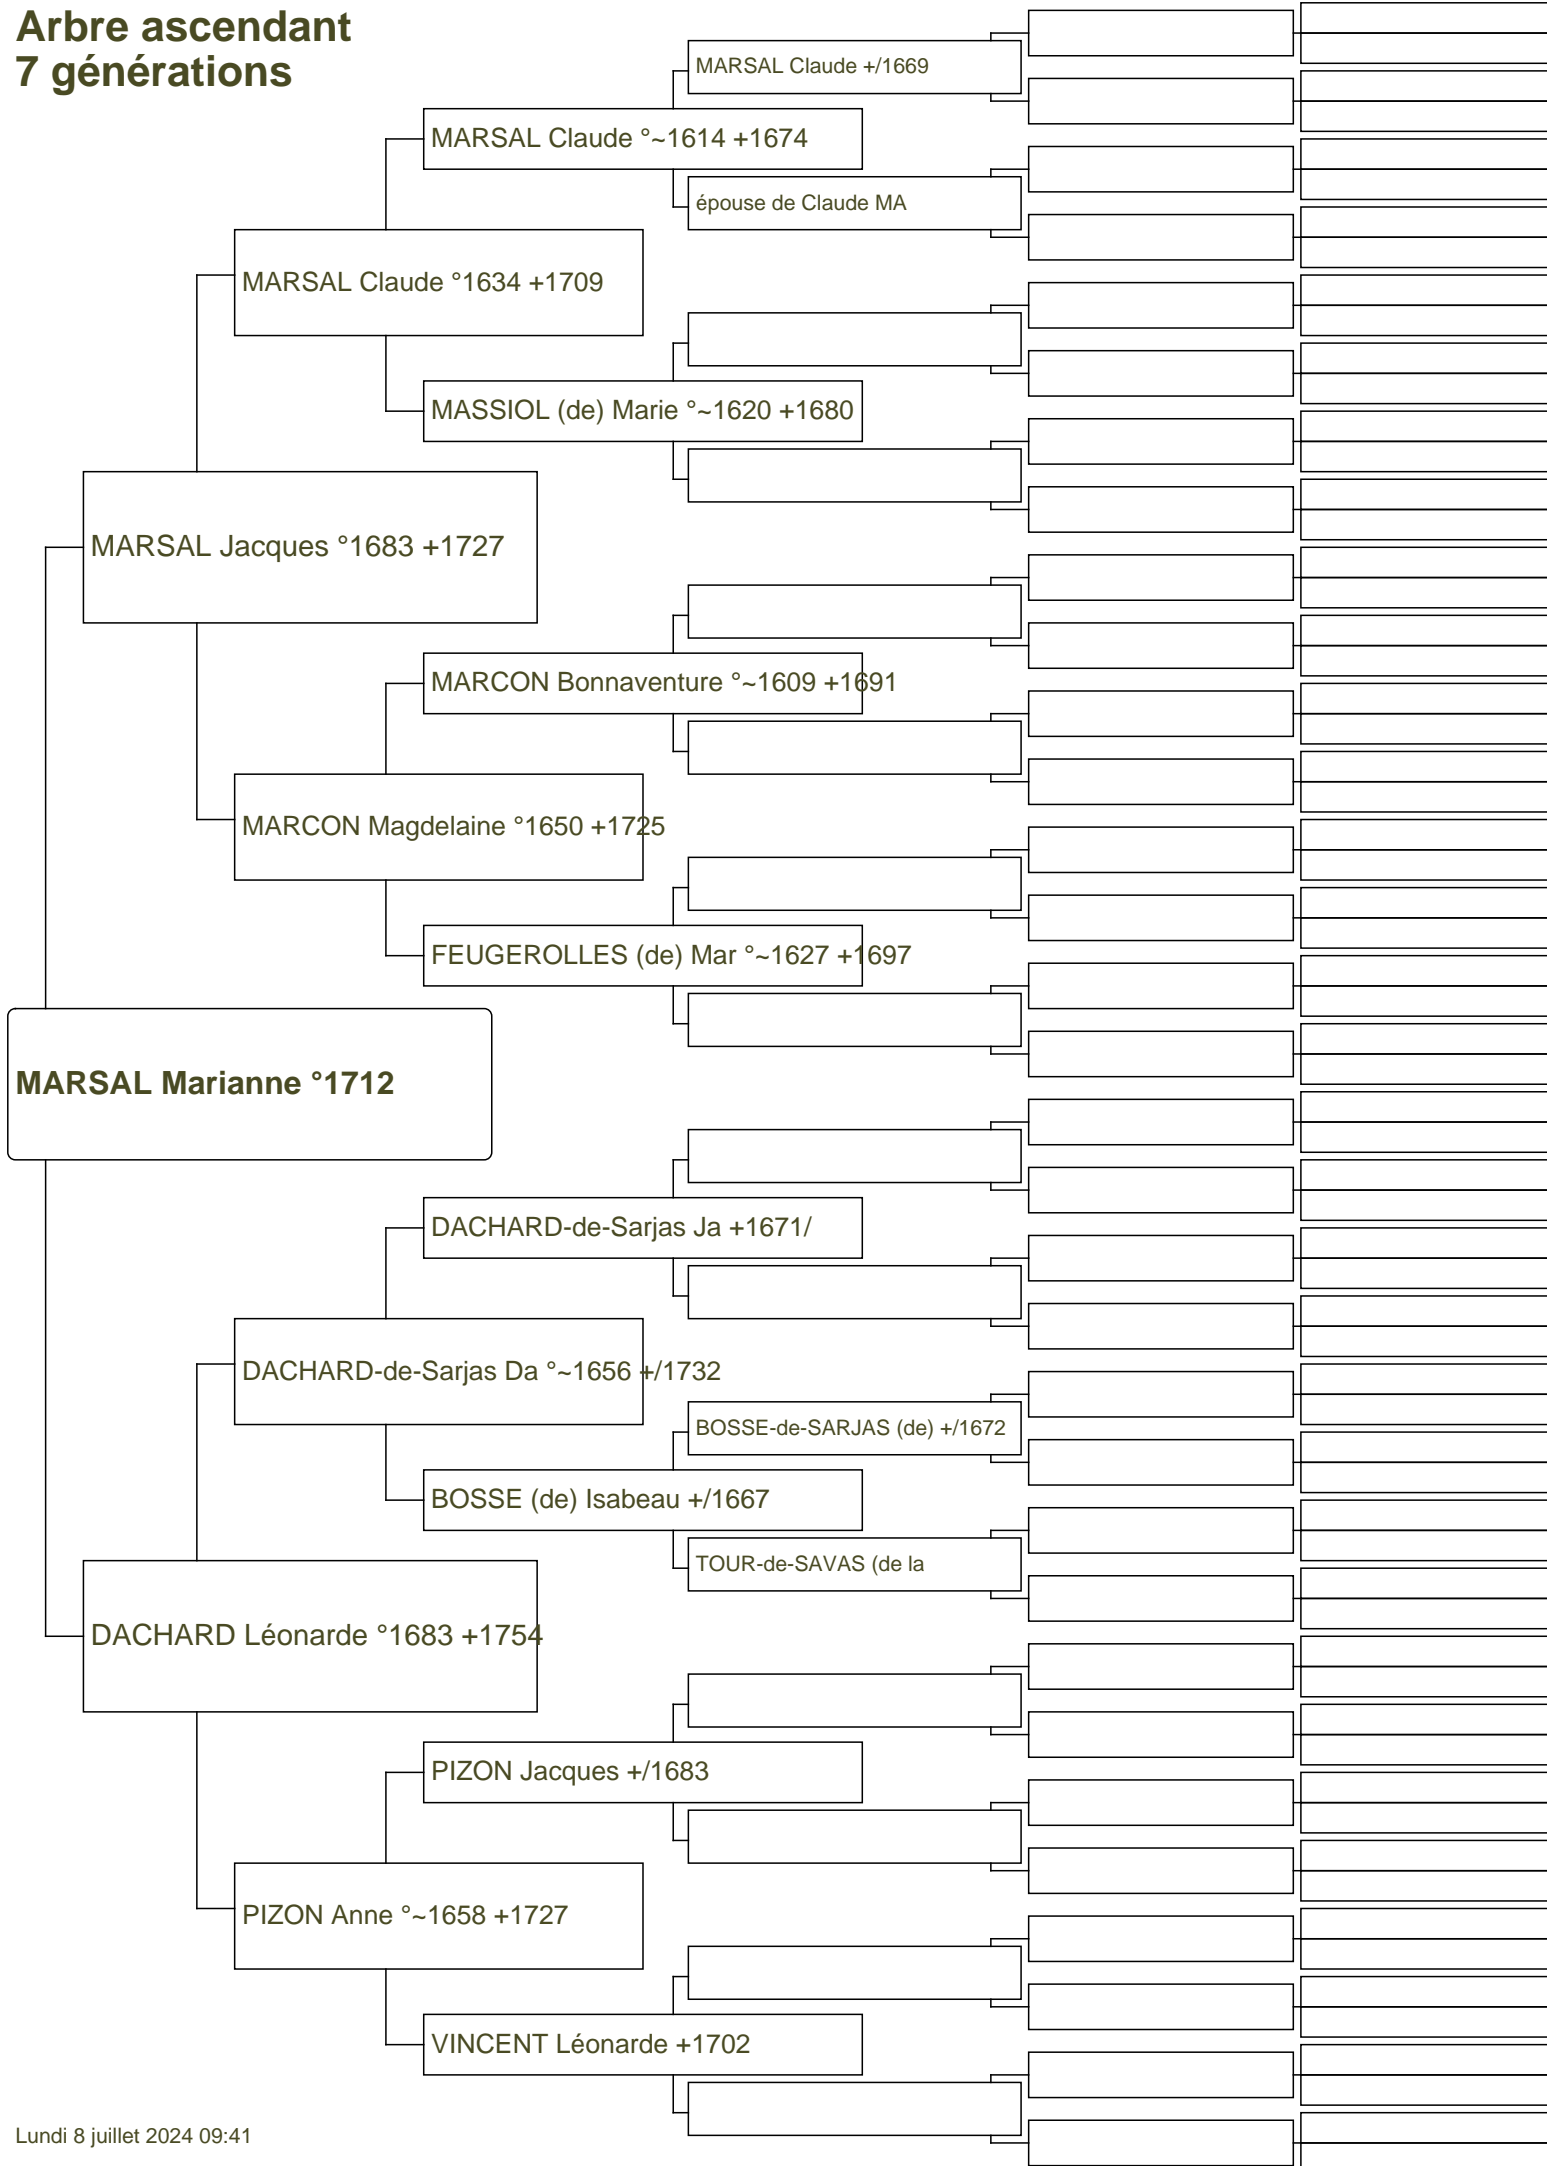 Arbre ascendant
7 générations
MARSAL Claude +/1669
MARSAL Claude °~1614 +1674
épouse de Claude MA
MARSAL Claude °1634 +1709
MASSIOL (de) Marie °~1620 +1680
MARSAL Jacques °1683 +1727
MARCON Bonnaventure °~1609 +1691
MARCON Magdelaine °1650 +1725
FEUGEROLLES (de) Mar °~1627 +1697
MARSAL Marianne °1712
DACHARD-de-Sarjas Ja +1671/
DACHARD-de-Sarjas Da °~1656 +/1732
BOSSE-de-SARJAS (de) +/1672
BOSSE (de) Isabeau +/1667
TOUR-de-SAVAS (de la
DACHARD Léonarde °1683 +1754
PIZON Jacques +/1683
PIZON Anne °~1658 +1727
VINCENT Léonarde +1702
Lundi 8 juillet 2024 09:41